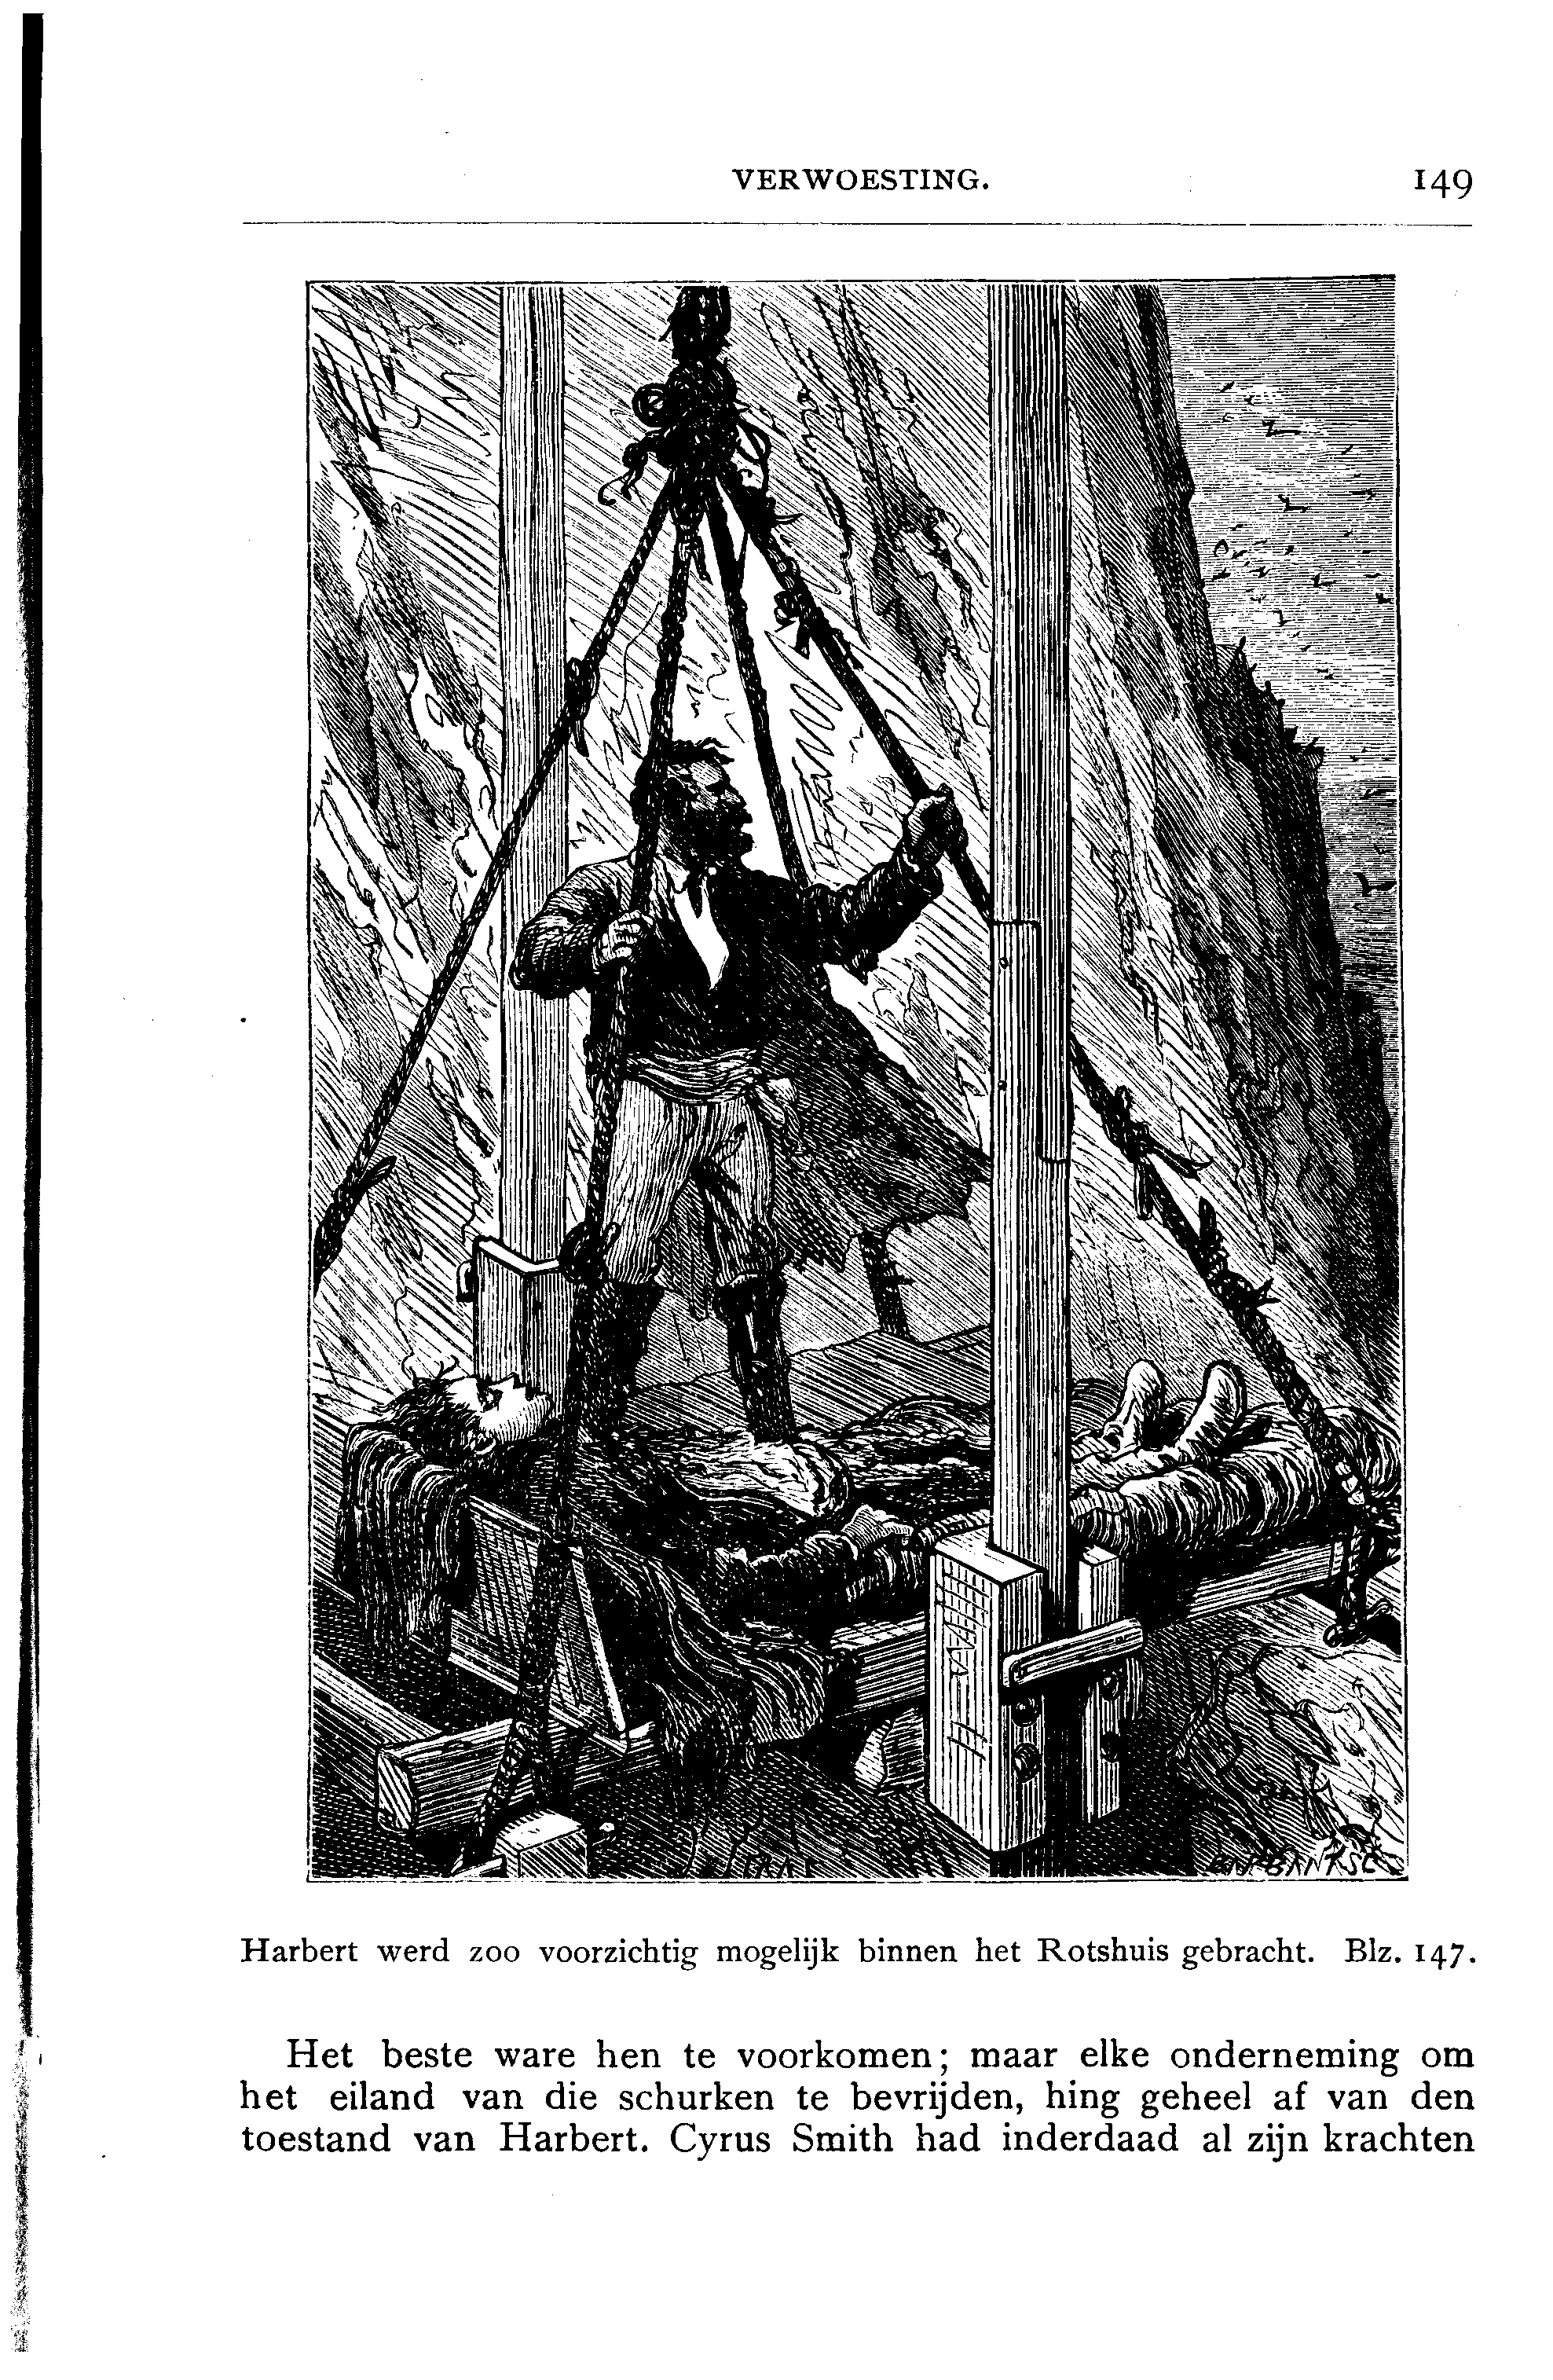 VERWOESTING. 149
Harbert werd zoo voorzichtig mogelijk binnen het Rotshuis gebracht. Blz. 147.
Het beste ware hen te voorkomen; maar elke onderneming om
het eiland van die schurken te bevrijden, hing geheel af van den
toestand van Harbert. Cyrus Smith had inderdaad al zijn krachten